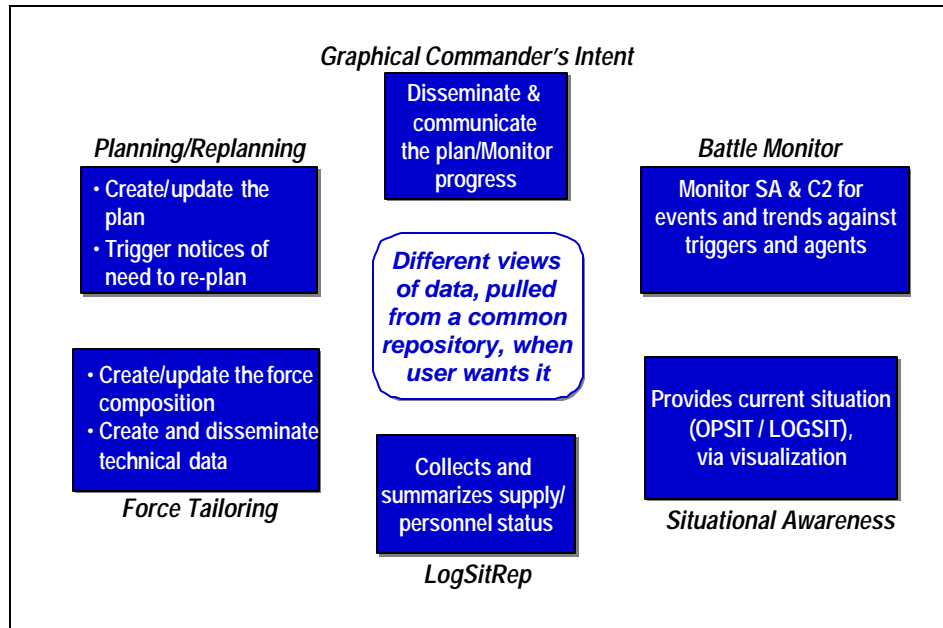 Graphical Commander's Intent
Disseminate &
communicate
the plan/Monitor
progress
Planning/Replanning
• Create/update the
plan
• Trigger notices of
need to re-plan
Battle Monitor
Monitor SA & C2 for
events and trends against
triggers and agents
Different views
of data, pulled
from a common
repository, when
user wants it
• Create/update the force
composition
• Create and disseminate
technical data
Force Tailoring
Collects and
summarizes supply/
personnel status
LogSitRep
Provides current situation
(OPSIT / LOGSIT),
via visualization
Situational Awareness